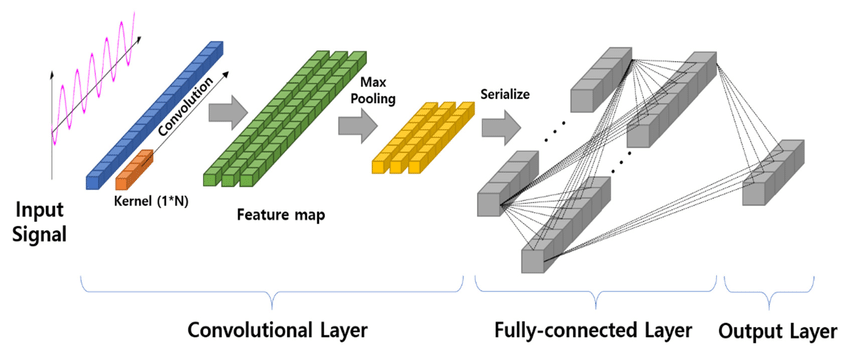 Input
Signal
Convolution
Kernel (1*N)
Feature map
Max
Pooling
Serialize
Convolutional Layer
Fully-connected Layer
Output Layer